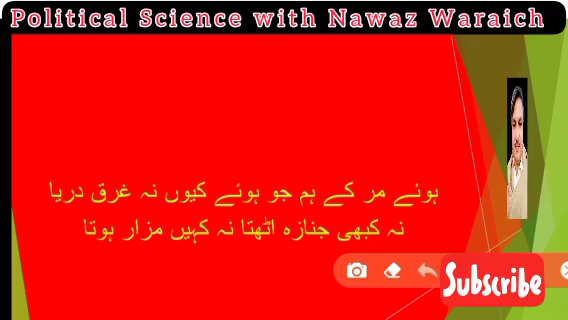 Political Science with Nawaz Waraich
ہوئے مر کے ہم جو ہوئے کیوں نہ غرق دریا
نہ کبھی جنازہ اٹھتا نہ کہیں مزار ہوتا
Subscribe